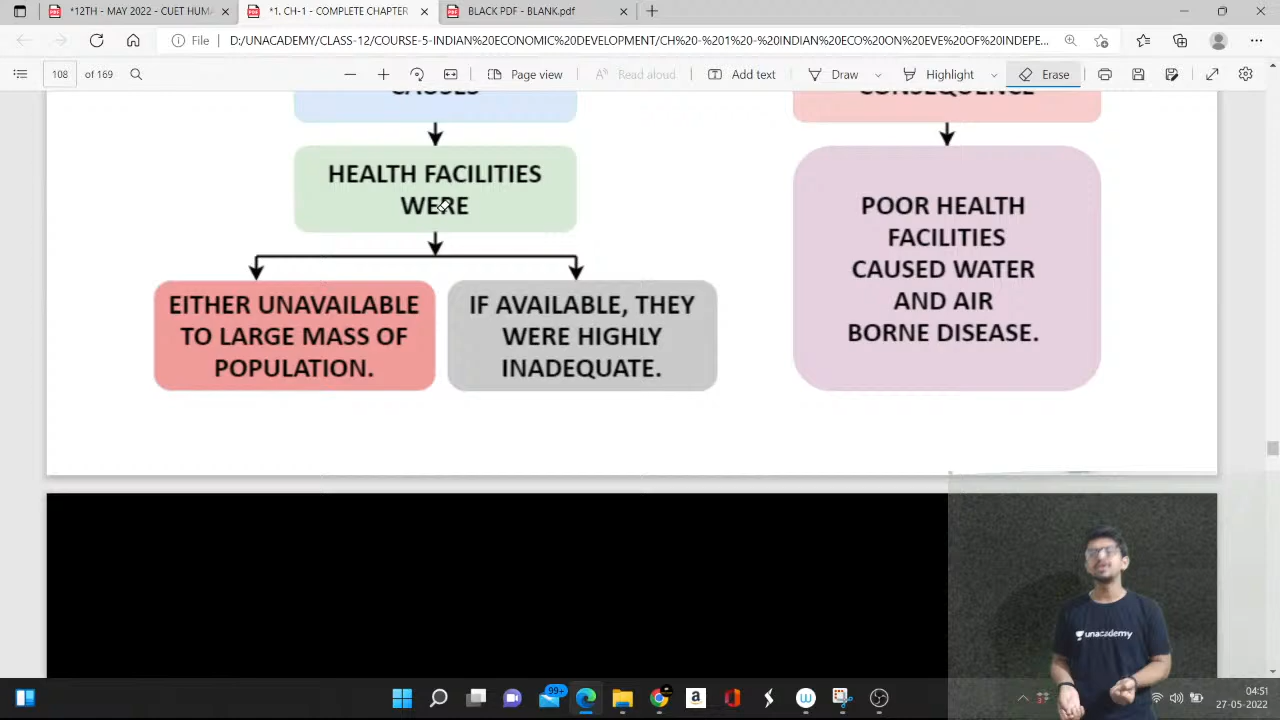 *12TH - MAY 2022 - CUET HUM
*1. CH-1 - COMPLETE CHAPTER
BLACK PDF - BLANK.pdf
File
D:/UNACADEMY/CLASS-12/COURSE-5-INDIAN%20ECONOMIC%20DEVELOPMENT/CH%20-%201%20-%20INDIAN%20ECO%20ON%20EVE%20OF%20INDEPE...
108 of 169
Page view
Read aloud
Add text
Draw
Highlight
Erase
CAUSES
HEALTH FACILITIES
WERE
EITHER UNAVAILABLE
TO LARGE MASS OF
POPULATION.
IF AVAILABLE, THEY
WERE HIGHLY
INADEQUATE.
CONSEQUENCE
POOR HEALTH
FACILITIES
CAUSED WATER
AND AIR
BORNE DISEASE.
unacademy
99+
04:51
27-05-2022